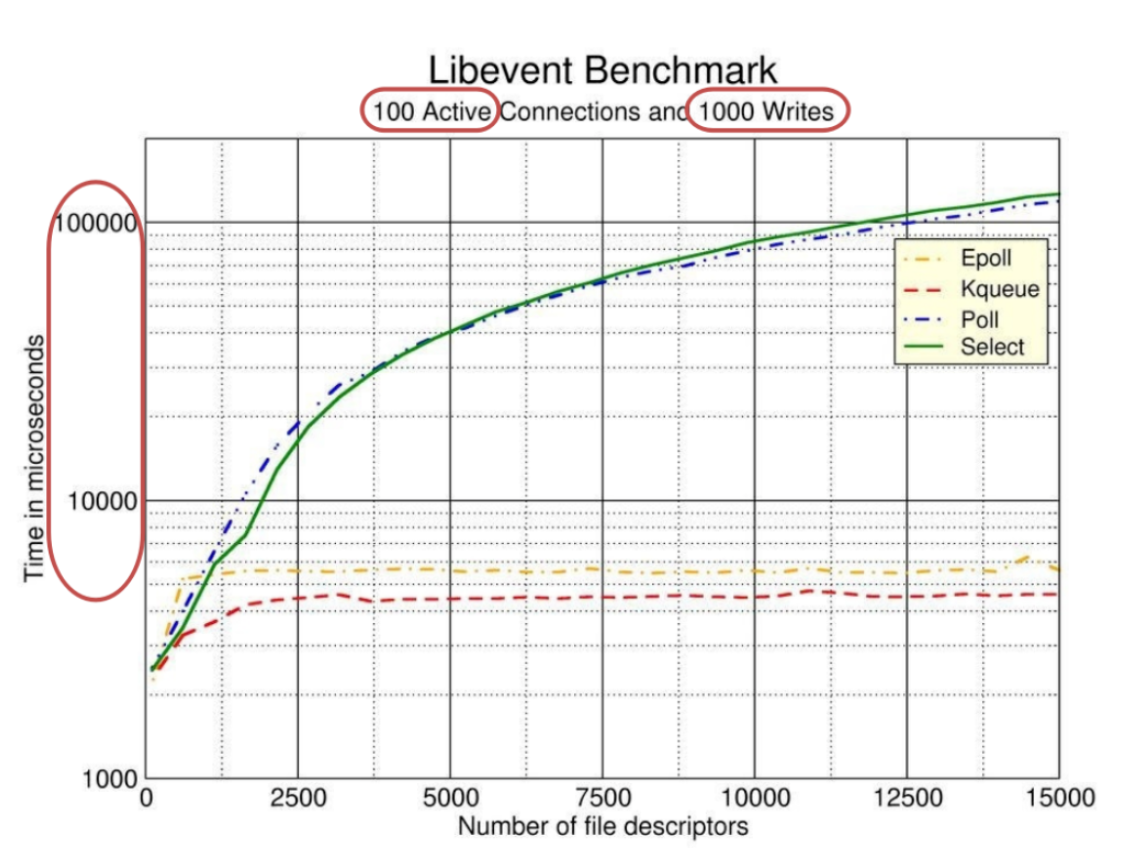 Libevent Benchmark
100 Active Connections and 1000 Writes
100000
10000
1000
Time in microseconds
Epoll
Kqueue
Poll
Select
0 2500 5000 7500 10000 12500 15000
Number of file descriptors